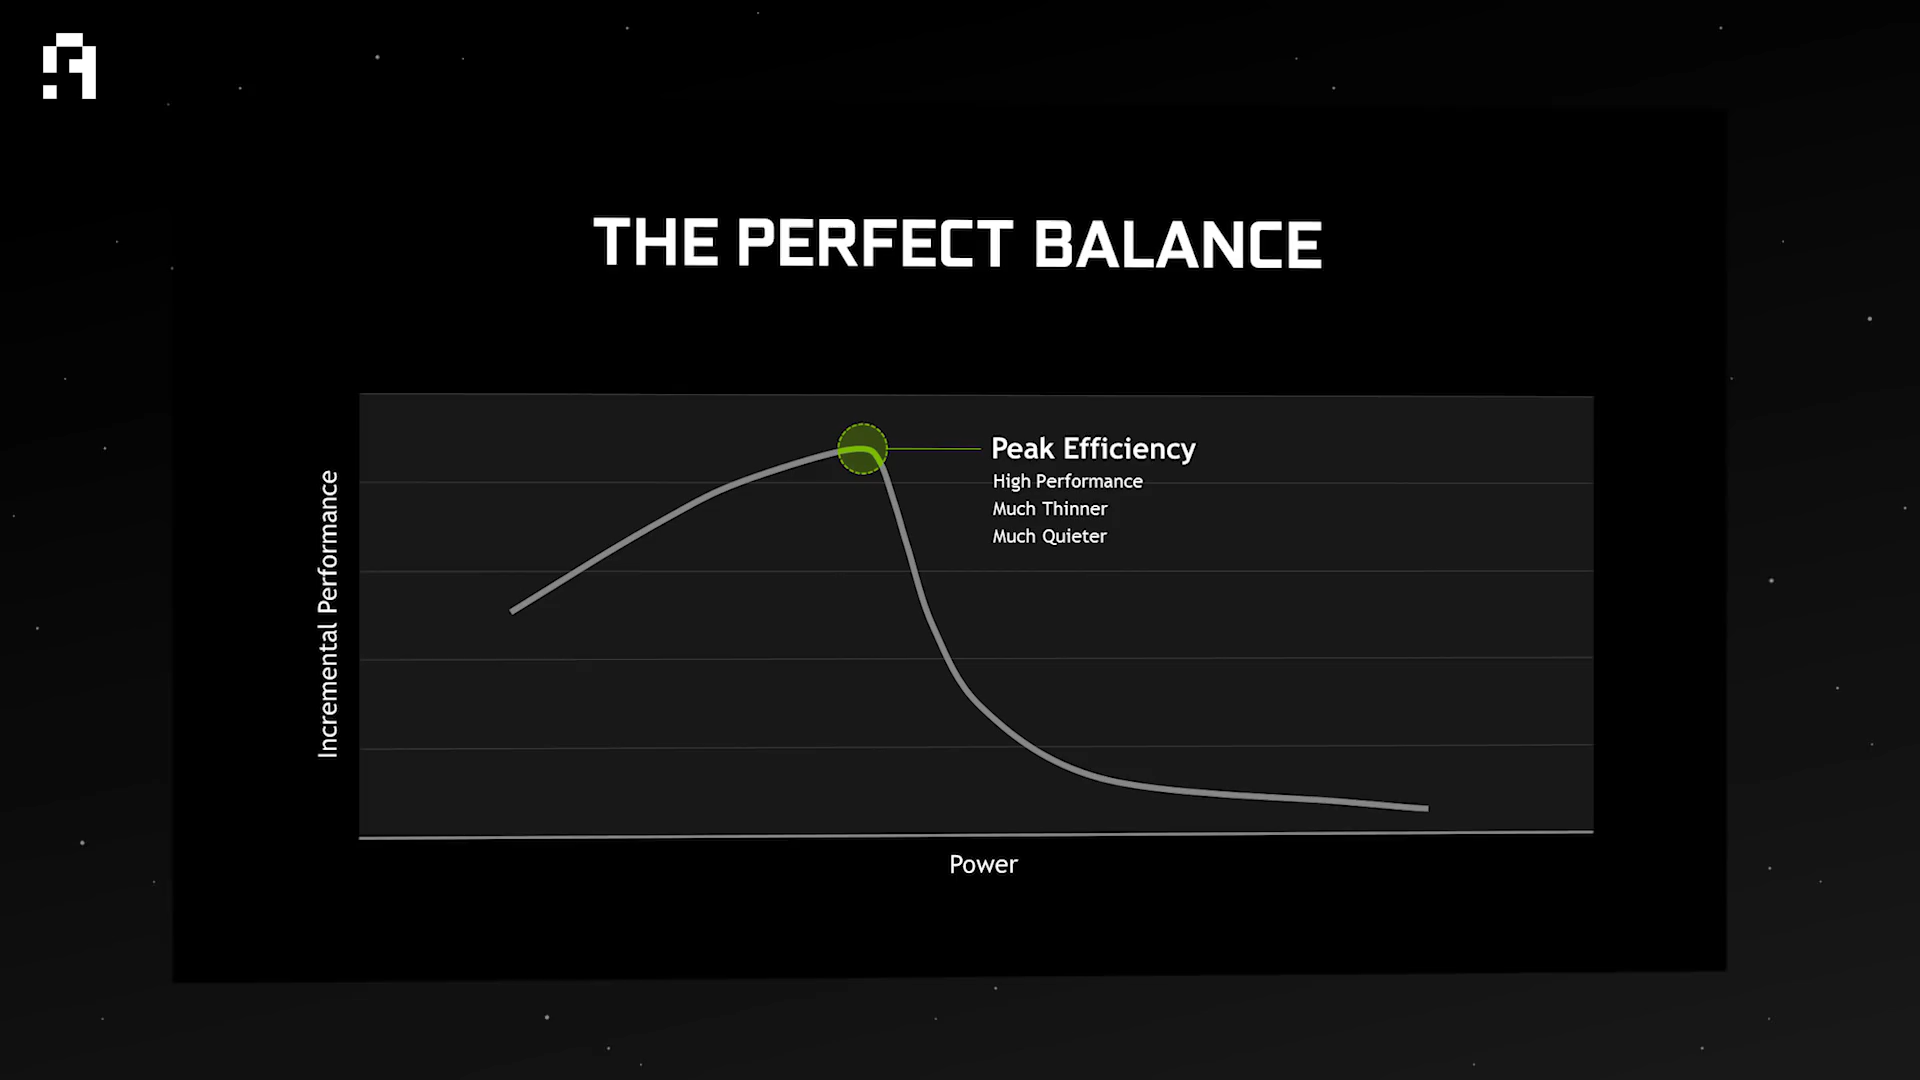 THE PERFECT BALANCE
Peak Efficiency
High Performance
Much Thinner
Much Quieter
Incremental Performance
Power